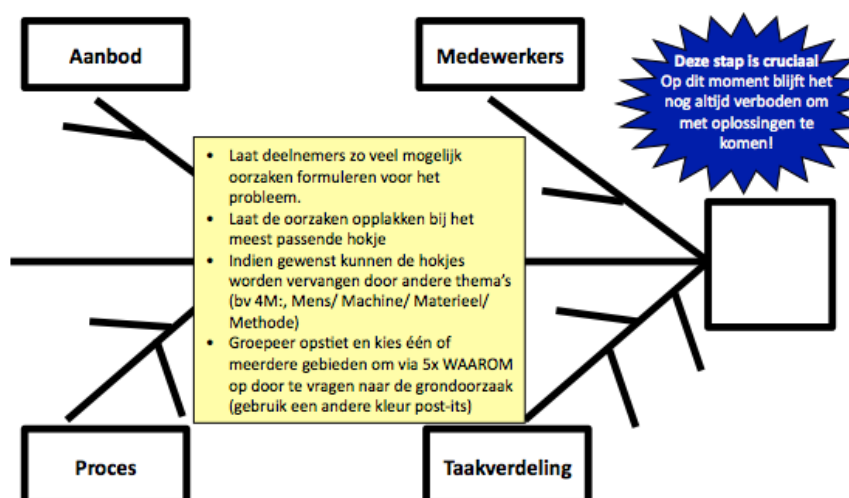 Aanbod
Medewerkers
Deze stap is cruciaal
Op dit moment blijft het
nog altijd verboden om
met oplossingen te
komen!
• Laat deelnemers zo veel mogelijk
oorzaken formuleren voor het
probleem.
• Laat de oorzaken opplakken bij het
meest passende hokje
• Indien gewenst kunnen de hokjes
worden vervangen door andere thema's
(bv 4M:, Mens/ Machine/ Materieel/
Methode)
• Groepeer opstiet en kies één of
meerdere gebieden om via 5x WAAROM
op door te vragen naar de grondoorzaak
(gebruik een andere kleur post-its)
Proces
Taakverdeling